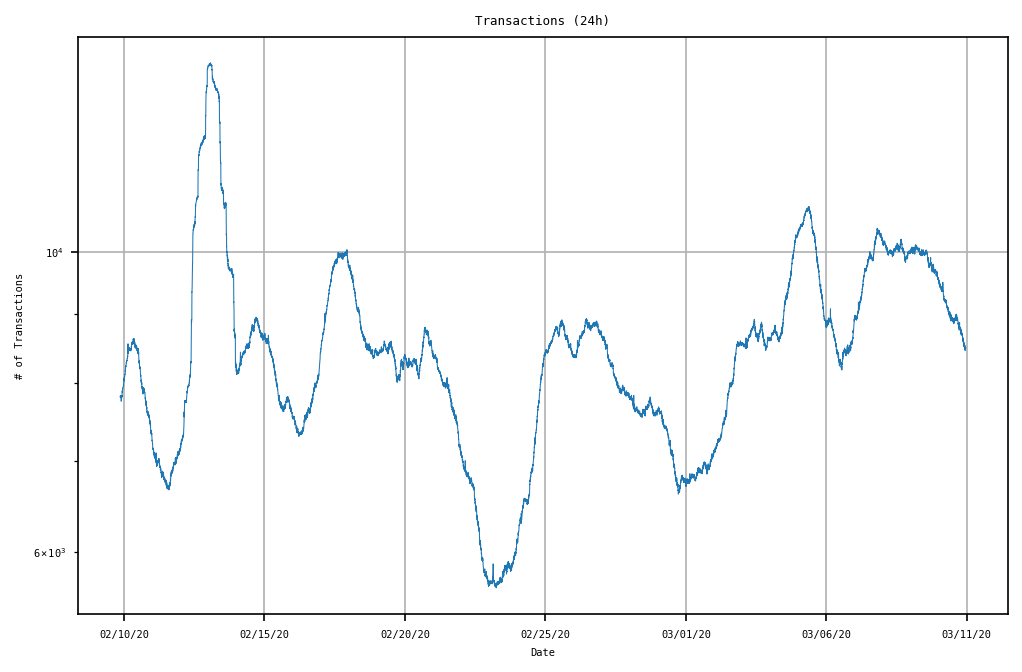 Transactions (24h)
10⁴
# of Transactions
6×10³
02/10/20 02/15/20 02/20/20 02/25/20 03/01/20 03/06/20 03/11/20
Date